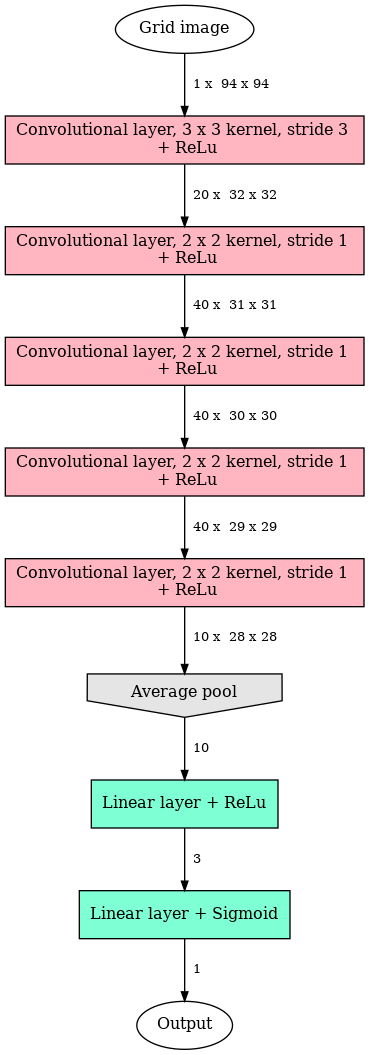 Grid image
1 x  94 x 94
Convolutional layer, 3 x 3 kernel, stride 3
+ ReLu
20 x  32 x 32
Convolutional layer, 2 x 2 kernel, stride 1
+ ReLu
40 x  31 x 31
Convolutional layer, 2 x 2 kernel, stride 1
+ ReLu
40 x  30 x 30
Convolutional layer, 2 x 2 kernel, stride 1
+ ReLu
40 x  29 x 29
Convolutional layer, 2 x 2 kernel, stride 1
+ ReLu
10 x  28 x 28
Average pool
10
Linear layer + ReLu
3
Linear layer + Sigmoid
1
Output